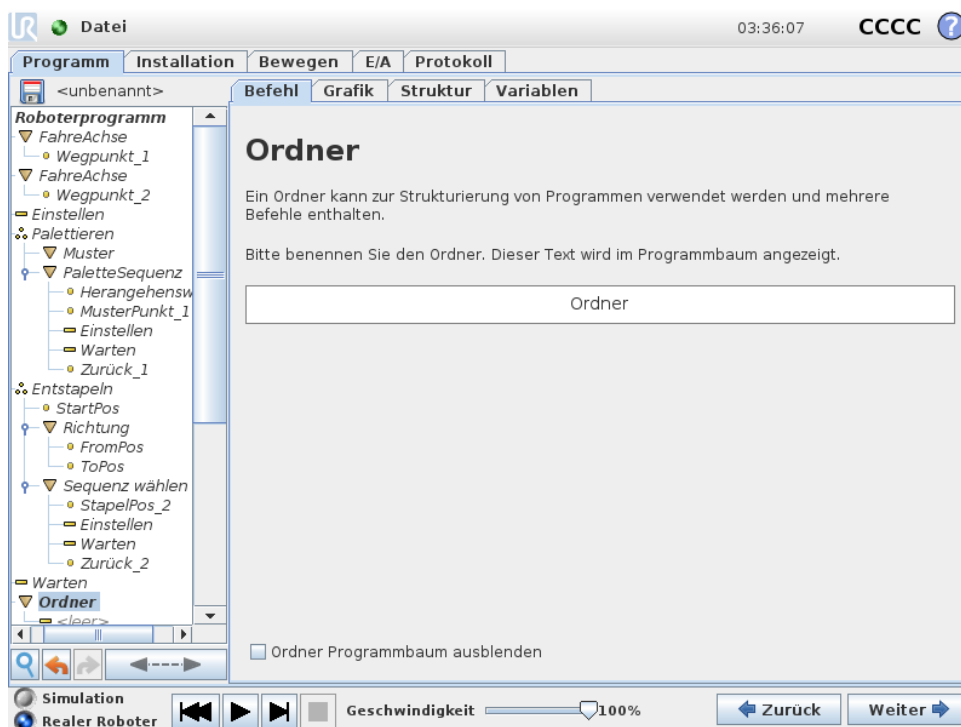 UR Datei 03:36:07 CCCC ?
Programm Installation Bewegen E/A Protokoll
<unbenannt>
Befehl Grafik Struktur Variablen
Roboterprogramm
FahreAchse
Wegpunkt_1
FahreAchse
Wegpunkt_2
Einstellen
Palettieren
Muster
PaletteSequenz
Herangehensw
MusterPunkt_1
Einstellen
Warten
Zurück_1
Entstapeln
StartPos
Richtung
FromPos
ToPos
Sequenz wählen
StapelPos_2
Einstellen
Warten
Zurück_2
Warten
Ordner
<leer>
Ordner
Ein Ordner kann zur Strukturierung von Programmen verwendet werden und mehrere
Befehle enthalten.
Bitte benennen Sie den Ordner. Dieser Text wird im Programmbaum angezeigt.
Ordner
Ordner Programmbaum ausblenden
Simulation
Realer Roboter
Geschwindigkeit 100%
Zurück Weiter